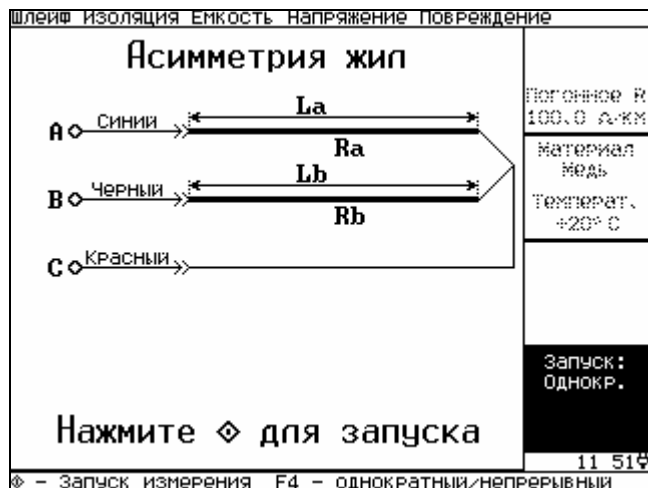 Шлейф Изоляция Емкость Напряжение Повреждение
Асимметрия жил
Погонное R
100.0 Ω/км
Материал
Медь
Температ.
+20° C
A Синий La
Ra
B Черный Lb
Rb
C Красный
Запуск:
Однокр.
Нажмите ⟐ для запуска
11 51
⟐ - Запуск измерения F4 - однократный/непрерывный